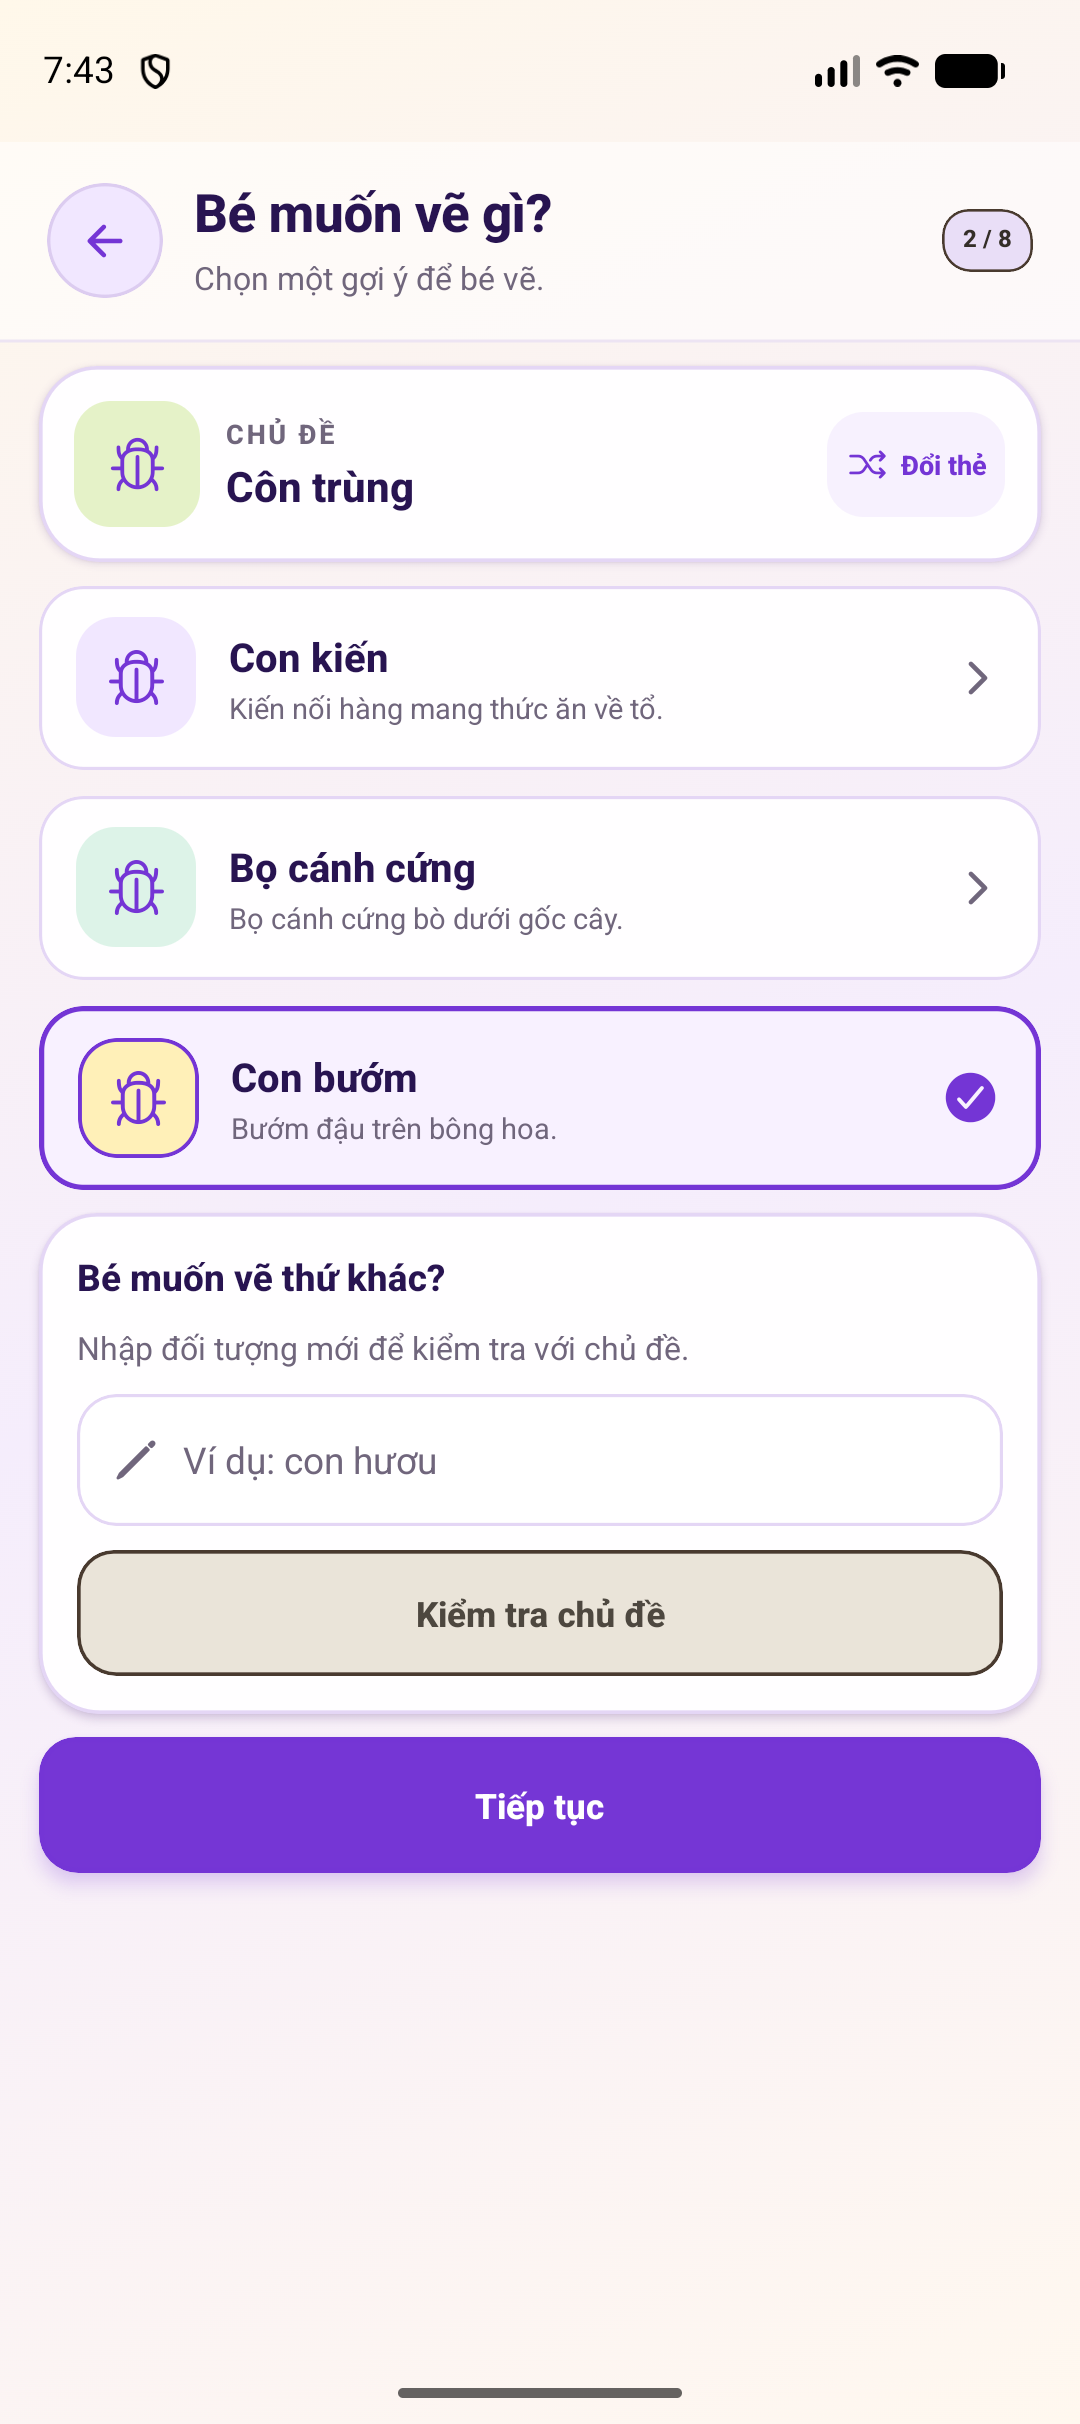 7:43
Bé muốn vẽ gì?
Chọn một gợi ý để bé vẽ.
2 / 8
CHỦ ĐỀ
Côn trùng
Đổi thẻ
Con kiến
Kiến nối hàng mang thức ăn về tổ.
Bọ cánh cứng
Bọ cánh cứng bò dưới gốc cây.
Con bướm
Bướm đậu trên bông hoa.
Bé muốn vẽ thứ khác?
Nhập đối tượng mới để kiểm tra với chủ đề.
Ví dụ: con hươu
Kiểm tra chủ đề
Tiếp tục